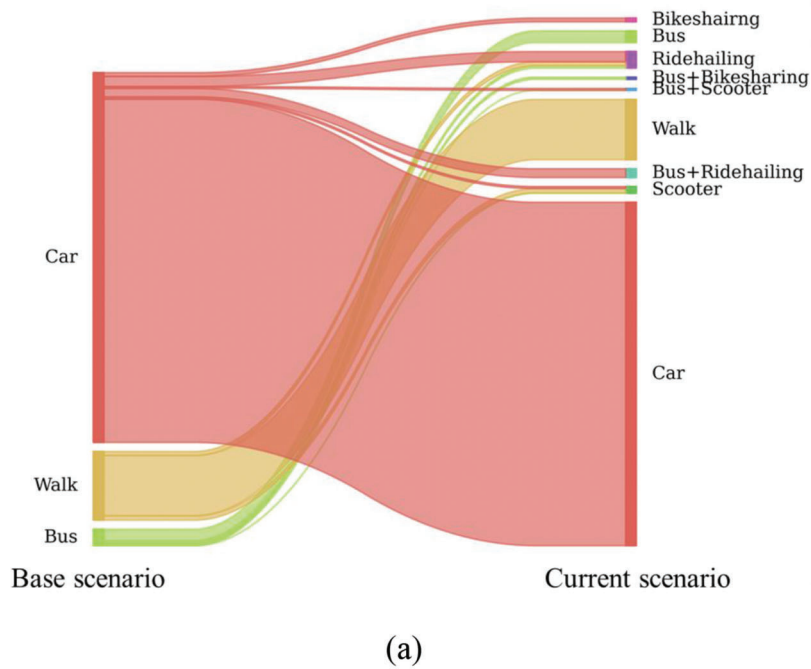 Bikeshairng
Bus
Ridehailing
Bus+Bikesharing
Bus+Scooter
Walk
Bus+Ridehailing
Scooter
Car
Car
Walk
Bus
Base scenario
Current scenario
(a)